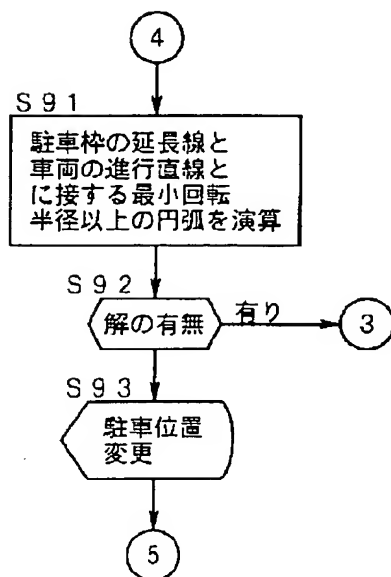 4
S91
駐車枠の延長線と
車両の進行直線と
に接する最小回転
半径以上の円弧を演算
S92
解の有無
有り
3
S93
駐車位置
変更
5